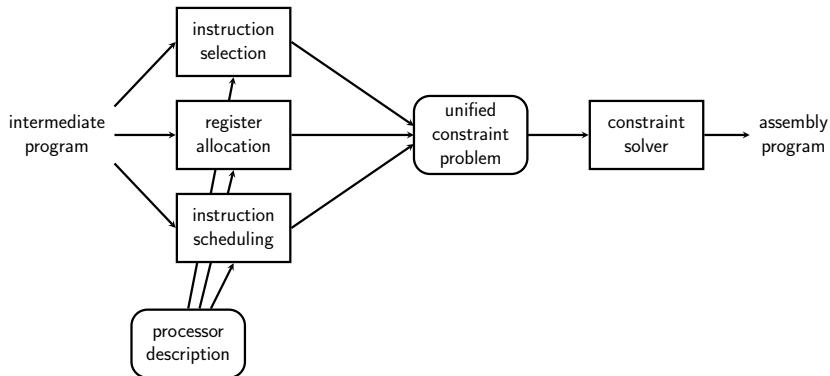 instruction
selection
intermediate
program
register
allocation
instruction
scheduling
processor
description
unified
constraint
problem
constraint
solver
assembly
program